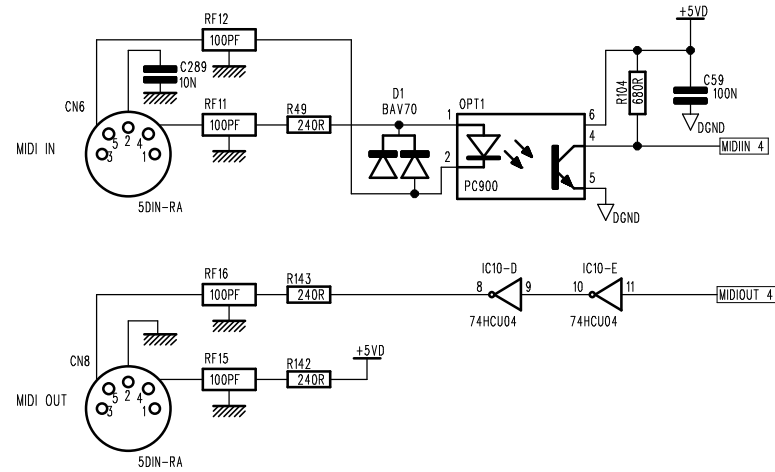 RF12
100PF
+5VD
C289
10N
CN6
RF11
100PF
R49
240R
D1
BAV70
OPT1
1
2
PC900
6
4
5
R104
680R
C59
100N
DGND
MIDIIN 4
DGND
MIDI IN
5
2
4
3
1
5DIN-RA
RF16
100PF
R143
240R
IC10-D
8
9
74HCU04
IC10-E
10
11
74HCU04
MIDIOUT 4
CN8
RF15
100PF
R142
240R
+5VD
MIDI OUT
5
2
4
3
1
5DIN-RA